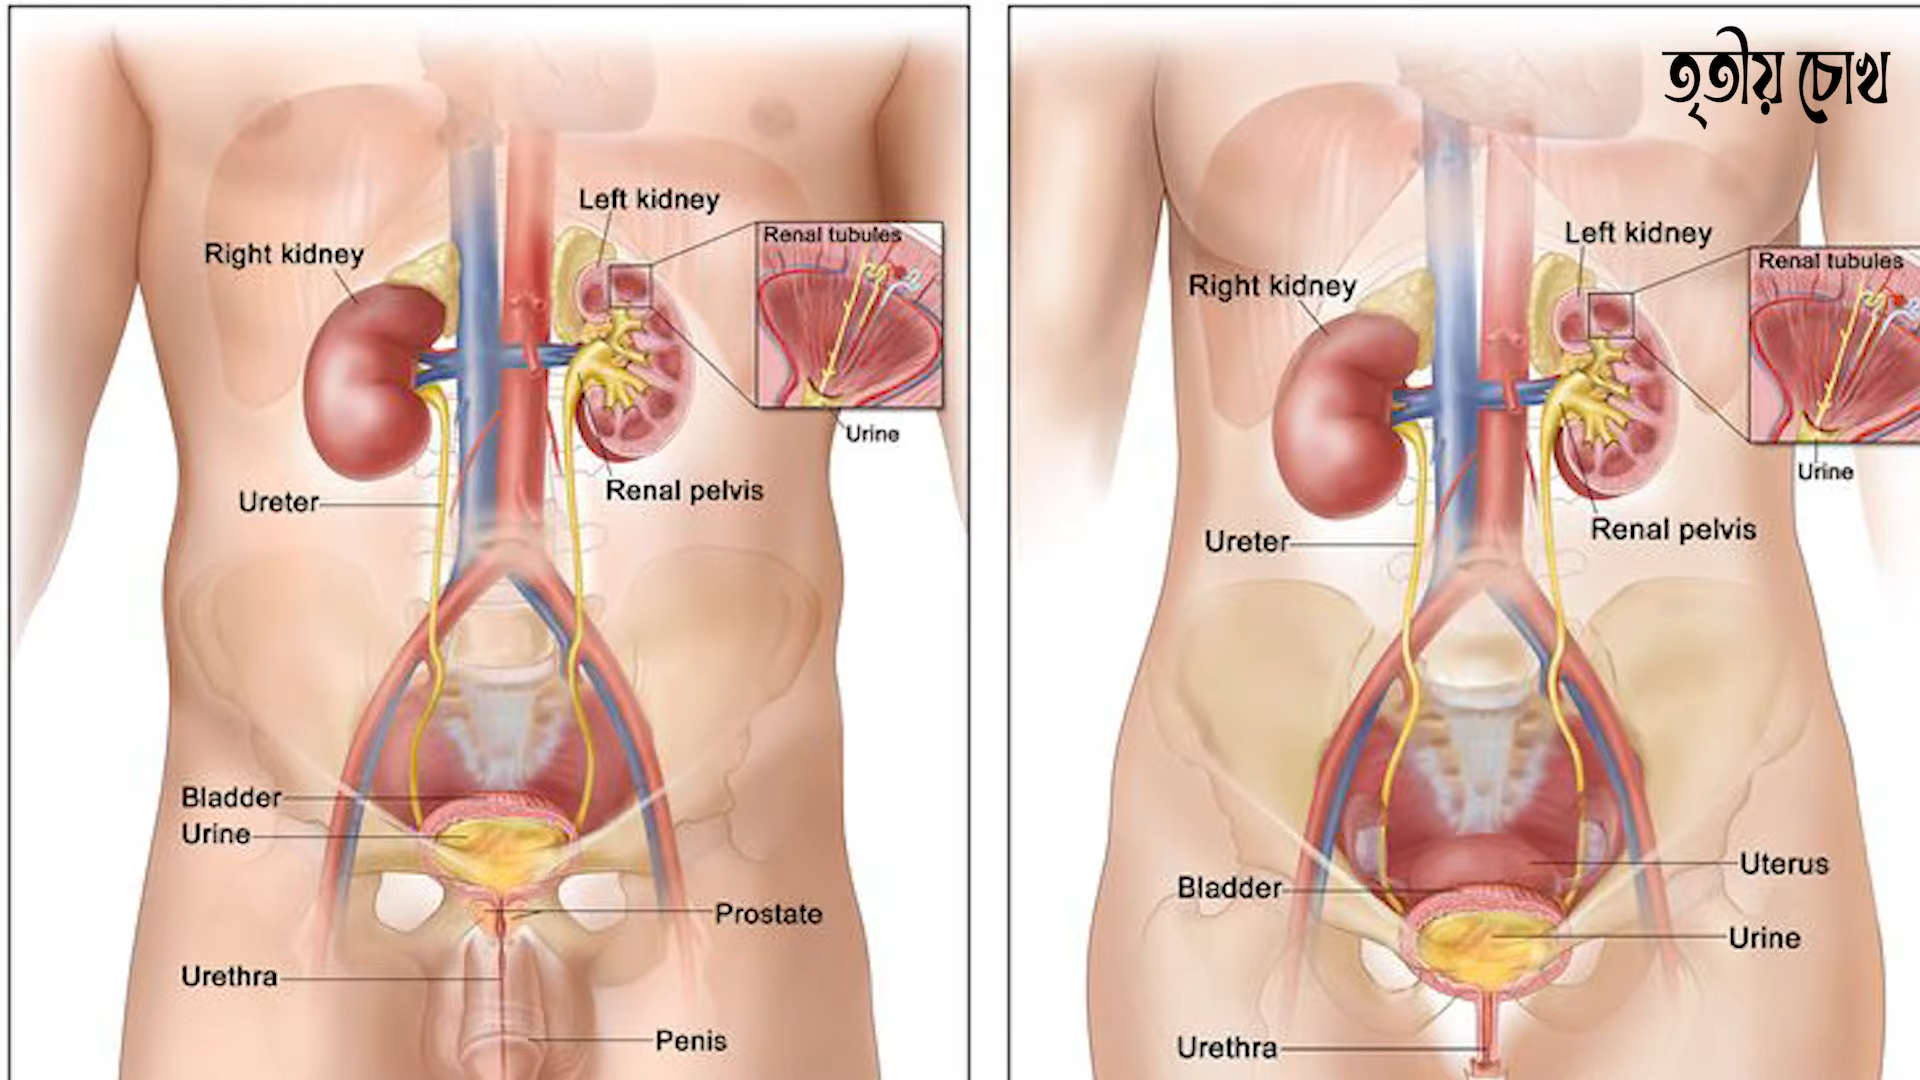 Left kidney
Renal tubules
Right kidney
Urine
Renal pelvis
Ureter
Bladder
Urine
Prostate
Urethra
Penis
তৃতীয় চোখ
Left kidney
Renal tubules
Right kidney
Urine
Renal pelvis
Ureter
Uterus
Bladder
Urine
Urethra